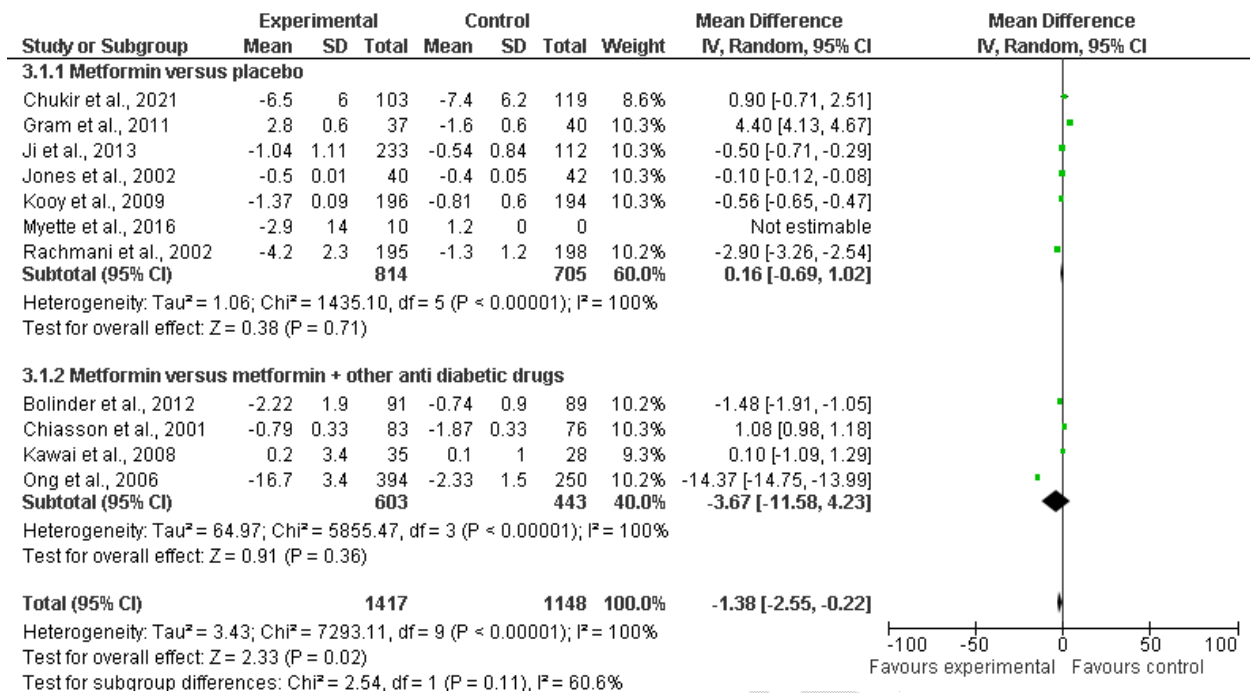 Experimental Control Mean Difference Mean Difference
Study or Subgroup Mean SD Total Mean SD Total Weight IV, Random, 95% CI IV, Random, 95% CI
3.1.1 Metformin versus placebo
Chukir et al., 2021 -6.5 6 103 -7.4 6.2 119 8.6% 0.90 [-0.71, 2.51]
Gram et al., 2011 2.8 0.6 37 -1.6 0.6 40 10.3% 4.40 [4.13, 4.67]
Ji et al., 2013 -1.04 1.11 233 -0.54 0.84 112 10.3% -0.50 [-0.71, -0.29]
Jones et al., 2002 -0.5 0.01 40 -0.4 0.05 42 10.3% -0.10 [-0.12, -0.08]
Kooy et al., 2009 -1.37 0.09 196 -0.81 0.6 194 10.3% -0.56 [-0.65, -0.47]
Myette et al., 2016 -2.9 14 10 1.2 0 0 Not estimable
Rachmani et al., 2002 -4.2 2.3 195 -1.3 1.2 198 10.2% -2.90 [-3.26, -2.54]
Subtotal (95% CI) 814 705 60.0% 0.16 [-0.69, 1.02]
Heterogeneity: Tau² = 1.06; Chi² = 1435.10, df = 5 (P < 0.00001); I² = 100%
Test for overall effect: Z = 0.38 (P = 0.71)
3.1.2 Metformin versus metformin + other anti diabetic drugs
Bolinder et al., 2012 -2.22 1.9 91 -0.74 0.9 89 10.2% -1.48 [-1.91, -1.05]
Chiasson et al., 2001 -0.79 0.33 83 -1.87 0.33 76 10.3% 1.08 [0.98, 1.18]
Kawai et al., 2008 0.2 3.4 35 0.1 1 28 9.3% 0.10 [-1.09, 1.29]
Ong et al., 2006 -16.7 3.4 394 -2.33 1.5 250 10.2% -14.37 [-14.75, -13.99]
Subtotal (95% CI) 603 443 40.0% -3.67 [-11.58, 4.23]
Heterogeneity: Tau² = 64.97; Chi² = 5855.47, df = 3 (P < 0.00001); I² = 100%
Test for overall effect: Z = 0.91 (P = 0.36)
Total (95% CI) 1417 1148 100.0% -1.38 [-2.55, -0.22]
Heterogeneity: Tau² = 3.43; Chi² = 7293.11, df = 9 (P < 0.00001); I² = 100%
Test for overall effect: Z = 2.33 (P = 0.02)
Test for subgroup differences: Chi² = 2.54, df = 1 (P = 0.11), I² = 60.6%
-100 -50 0 50 100
Favours experimental Favours control